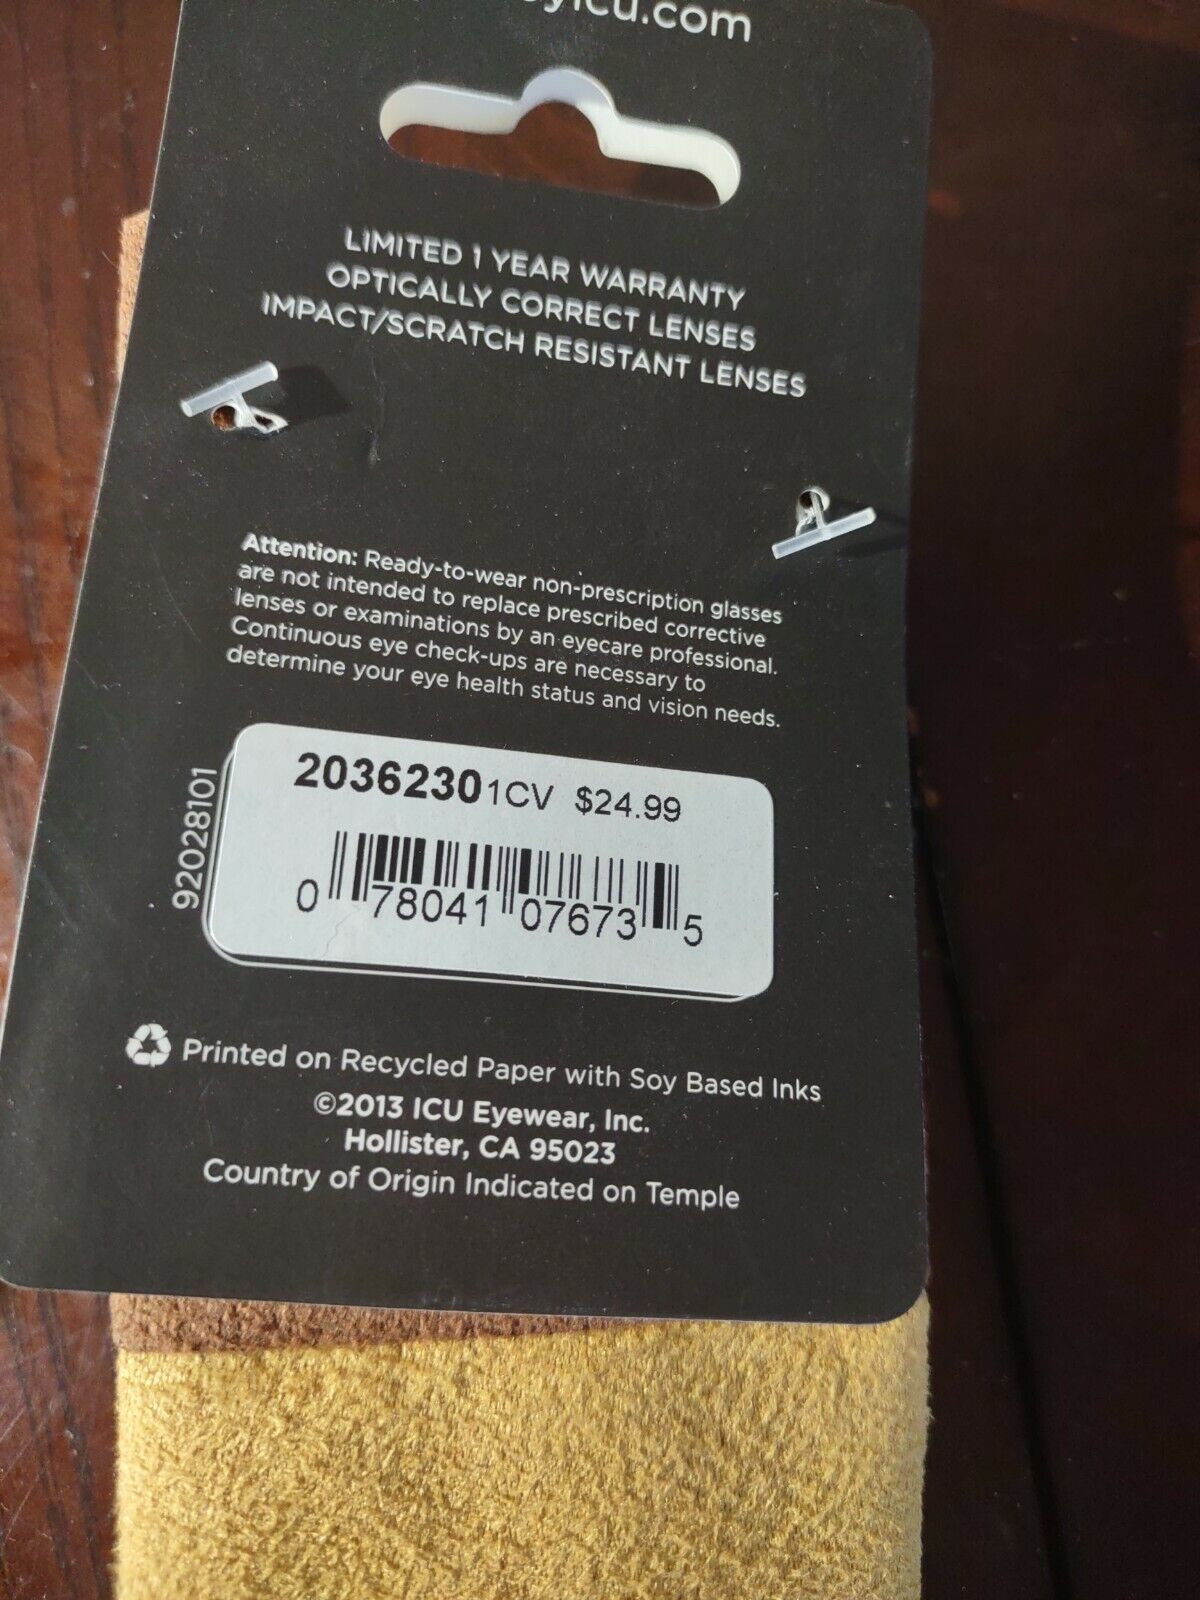 LIMITED 1 YEAR WARRANTY
OPTICALLY CORRECT LENSES
IMPACT/SCRATCH RESISTANT LENSES
Attention: Ready-to-wear non-prescription glasses
are not intended to replace prescribed corrective
lenses or examinations by an eyecare professional.
Continuous eye check-ups are necessary to
determine your eye health status and vision needs.
20362301CV $24.99
0 78041 07673 5
92028101
Printed on Recycled Paper with Soy Based Inks
©2013 ICU Eyewear, Inc.
Hollister, CA 95023
Country of Origin Indicated on Temple